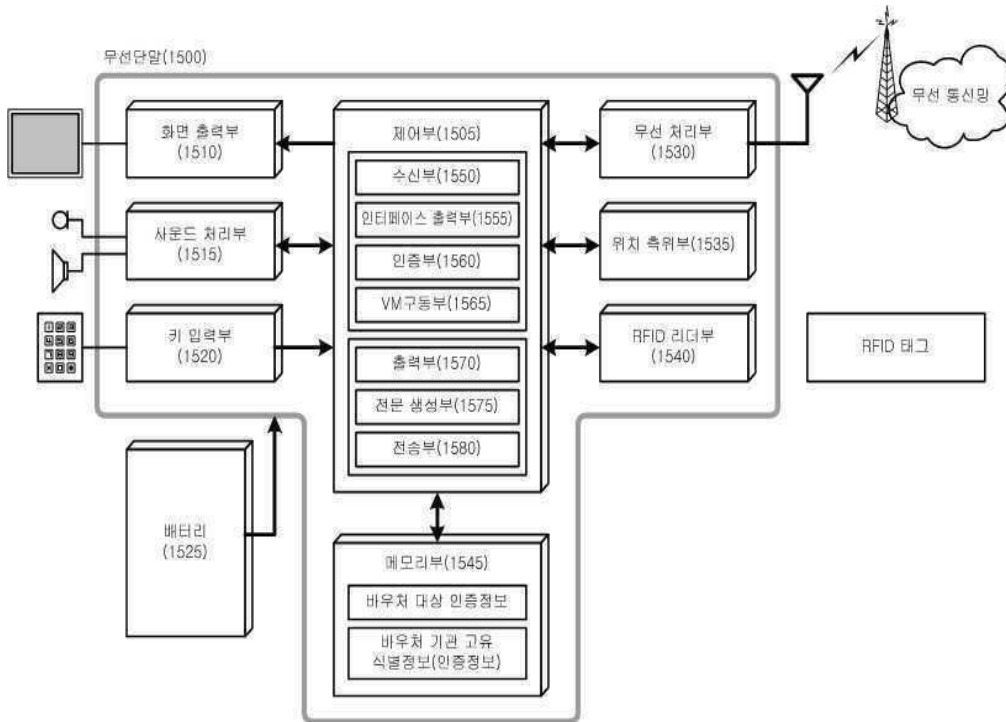 무선단말(1500)
무선 통신망
화면 출력부
(1510)
제어부(1505)
무선 처리부
(1530)
수신부(1550)
인터페이스 출력부(1555)
사운드 처리부
(1515)
위치 측위부(1535)
인증부(1560)
VM구동부(1565)
키 입력부
(1520)
RFID 리더부
(1540)
RFID 태그
출력부(1570)
전문 생성부(1575)
전송부(1580)
배터리
(1525)
메모리부(1545)
바우처 대상 인증정보
바우처 기관 고유
식별정보(인증정보)